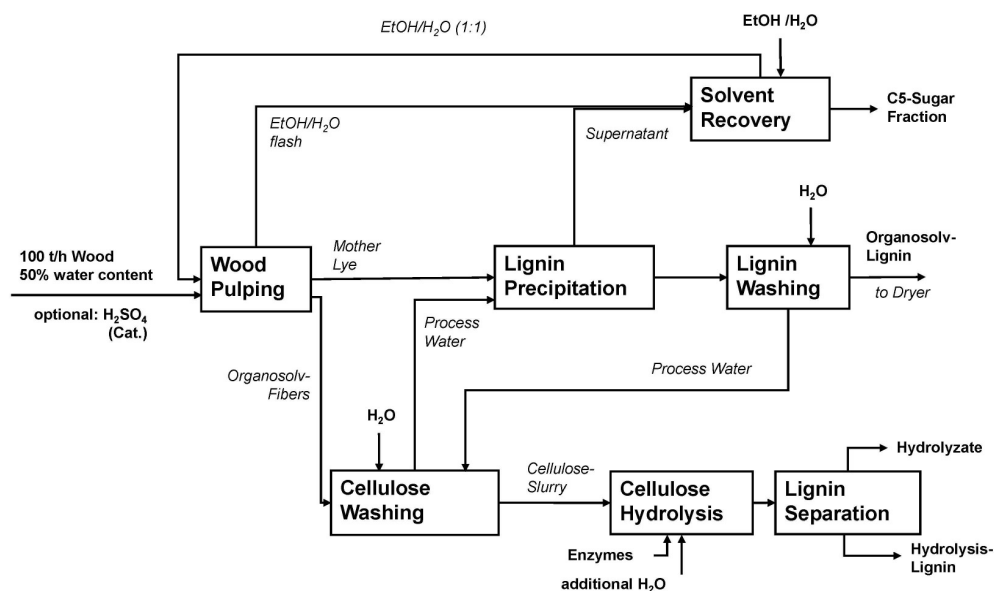 EtOH/H₂O (1:1)
EtOH /H₂O
Solvent
Recovery
C5-Sugar
Fraction
EtOH/H₂O
flash
Supernatant
H₂O
100 t/h Wood
50% water content
optional: H₂SO₄
(Cat.)
Wood
Pulping
Mother
Lye
Lignin
Precipitation
Lignin
Washing
Organosolv-
Lignin
to Dryer
Process
Water
Process Water
Organosolv-
Fibers
H₂O
Cellulose
Washing
Cellulose-
Slurry
Cellulose
Hydrolysis
Lignin
Separation
Hydrolyzate
Hydrolysis-
Lignin
Enzymes
additional H₂O